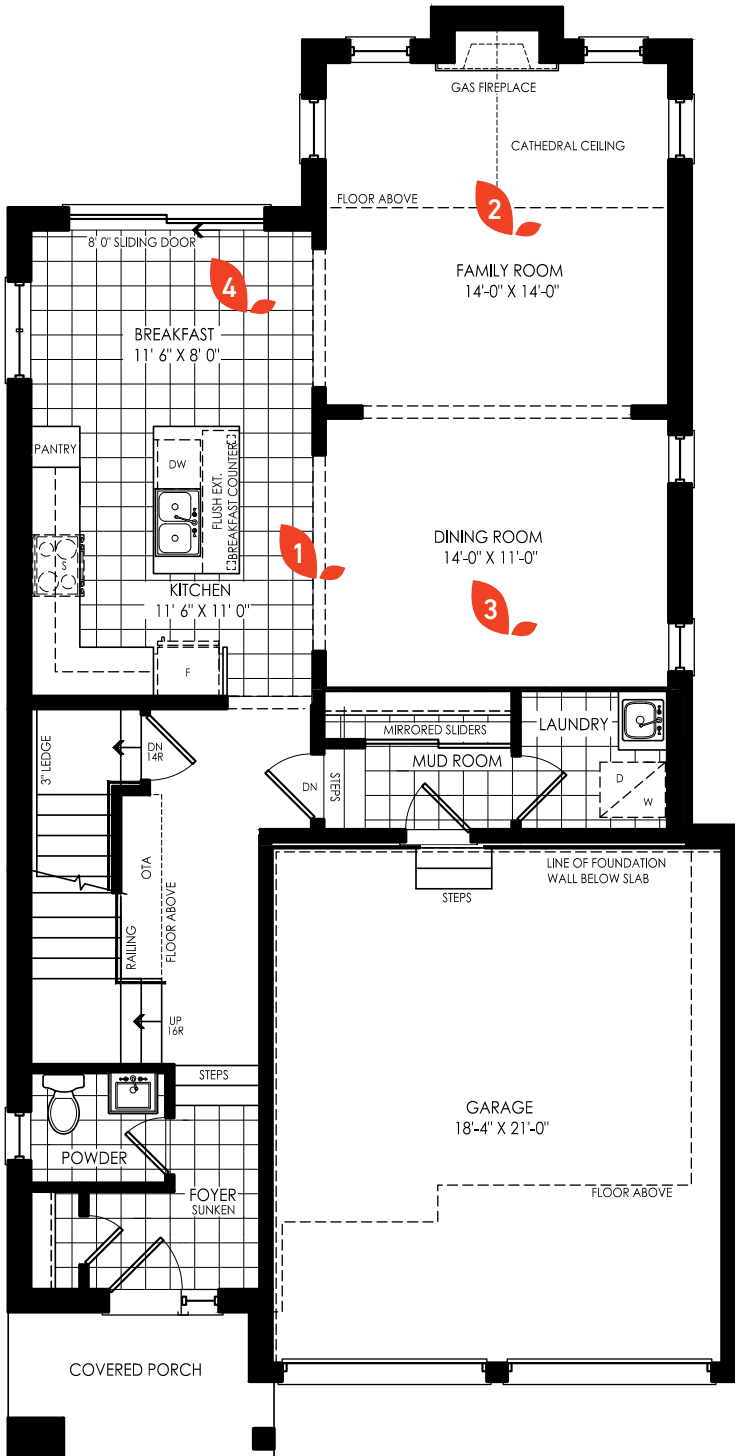 GAS FIREPLACE
CATHEDRAL CEILING
FLOOR ABOVE
2
FAMILY ROOM
14'-0" X 14'-0"
8' 0" SLIDING DOOR
4
BREAKFAST
11' 6" X 8' 0"
PANTRY
DW
FLUSH EXT.
BREAKFAST COUNTER
S
1
KITCHEN
11' 6" X 11' 0"
F
DINING ROOM
14'-0" X 11'-0"
3
MIRRORED SLIDERS
LAUNDRY
MUD ROOM
D
W
DN
STEPS
3" LEDGE
DN
14R
OTA
FLOOR ABOVE
RAILING
UP
16R
STEPS
LINE OF FOUNDATION
WALL BELOW SLAB
STEPS
GARAGE
18'-4" X 21'-0"
FLOOR ABOVE
POWDER
FOYER
SUNKEN
COVERED PORCH